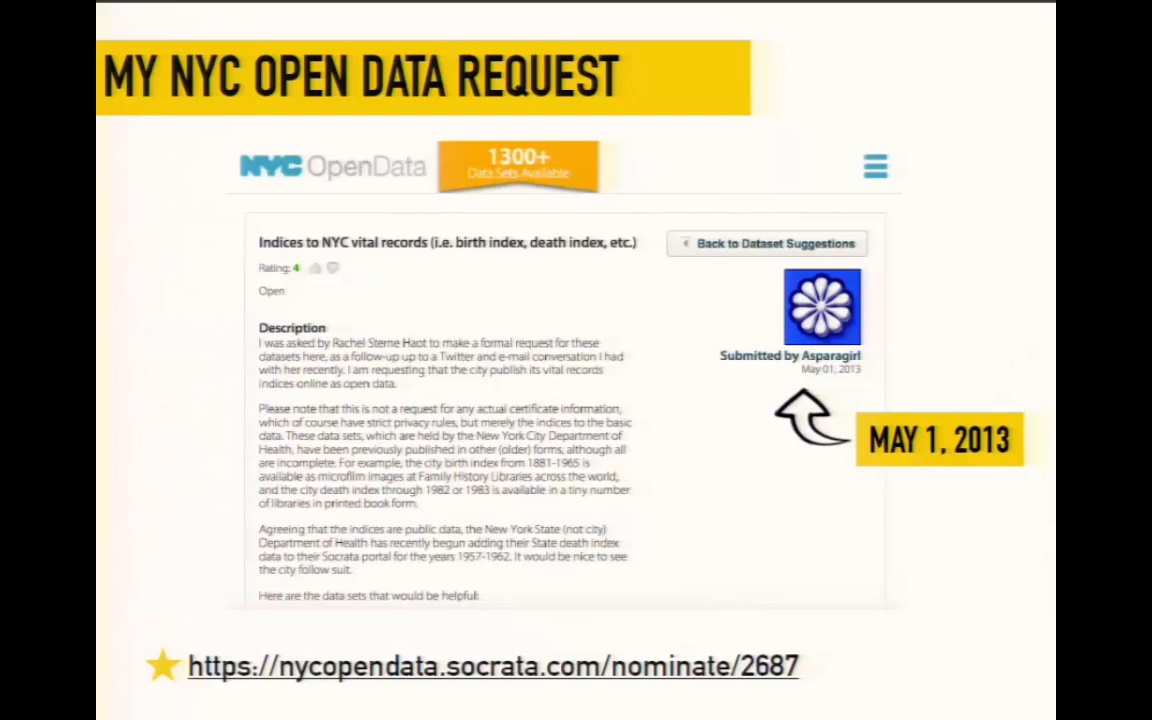 MY NYC OPEN DATA REQUEST
NYC OpenData
1300+
Data Sets Available
Indices to NYC vital records (i.e. birth index, death index, etc.)
Back to Dataset Suggestions
Rating: 4
Open
Submitted by Asparagirl
May 01, 2013
MAY 1, 2013
Description
I was asked by Rachel Sterne Haot to make a formal request for these
datasets here, as a follow-up up to a Twitter and e-mail conversation I had
with her recently. I am requesting that the city publish its vital records
indices online as open data.
Please note that this is not a request for any actual certificate information,
which of course have strict privacy rules, but merely the indices to the basic
data. These data sets, which are held by the New York City Department of
Health, have been previously published in other (older) forms, although all
are incomplete. For example, the city birth index from 1881-1965 is
available as microfilm images at Family History Libraries across the world,
and the city death index through 1982 or 1983 is available in a tiny number
of libraries in printed book form.
Agreeing that the indices are public data, the New York State (not city)
Department of Health has recently begun adding their State death index
data to their Socrata portal for the years 1957-1962. It would be nice to see
the city follow suit.
Here are the data sets that would be helpful:
https://nycopendata.socrata.com/nominate/2687